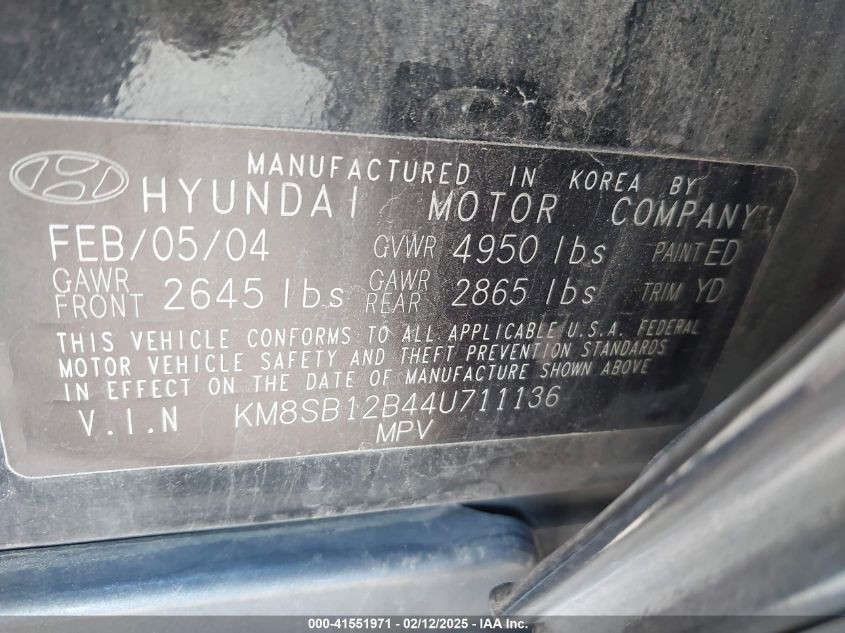 MANUFACTURED IN KOREA BY
HYUNDAI MOTOR COMPANY
FEB/05/04 GVWR 4950 lbs PAINT ED
GAWR FRONT 2645 lbs GAWR REAR 2865 lbs TRIM YD
THIS VEHICLE CONFORMS TO ALL APPLICABLE U.S.A. FEDERAL
MOTOR VEHICLE SAFETY AND THEFT PREVENTION STANDARDS
IN EFFECT ON THE DATE OF MANUFACTURE SHOWN ABOVE
V.I.N KM8SB12B44U711136
MPV
000-41551971 - 02/12/2025 - IAA Inc.